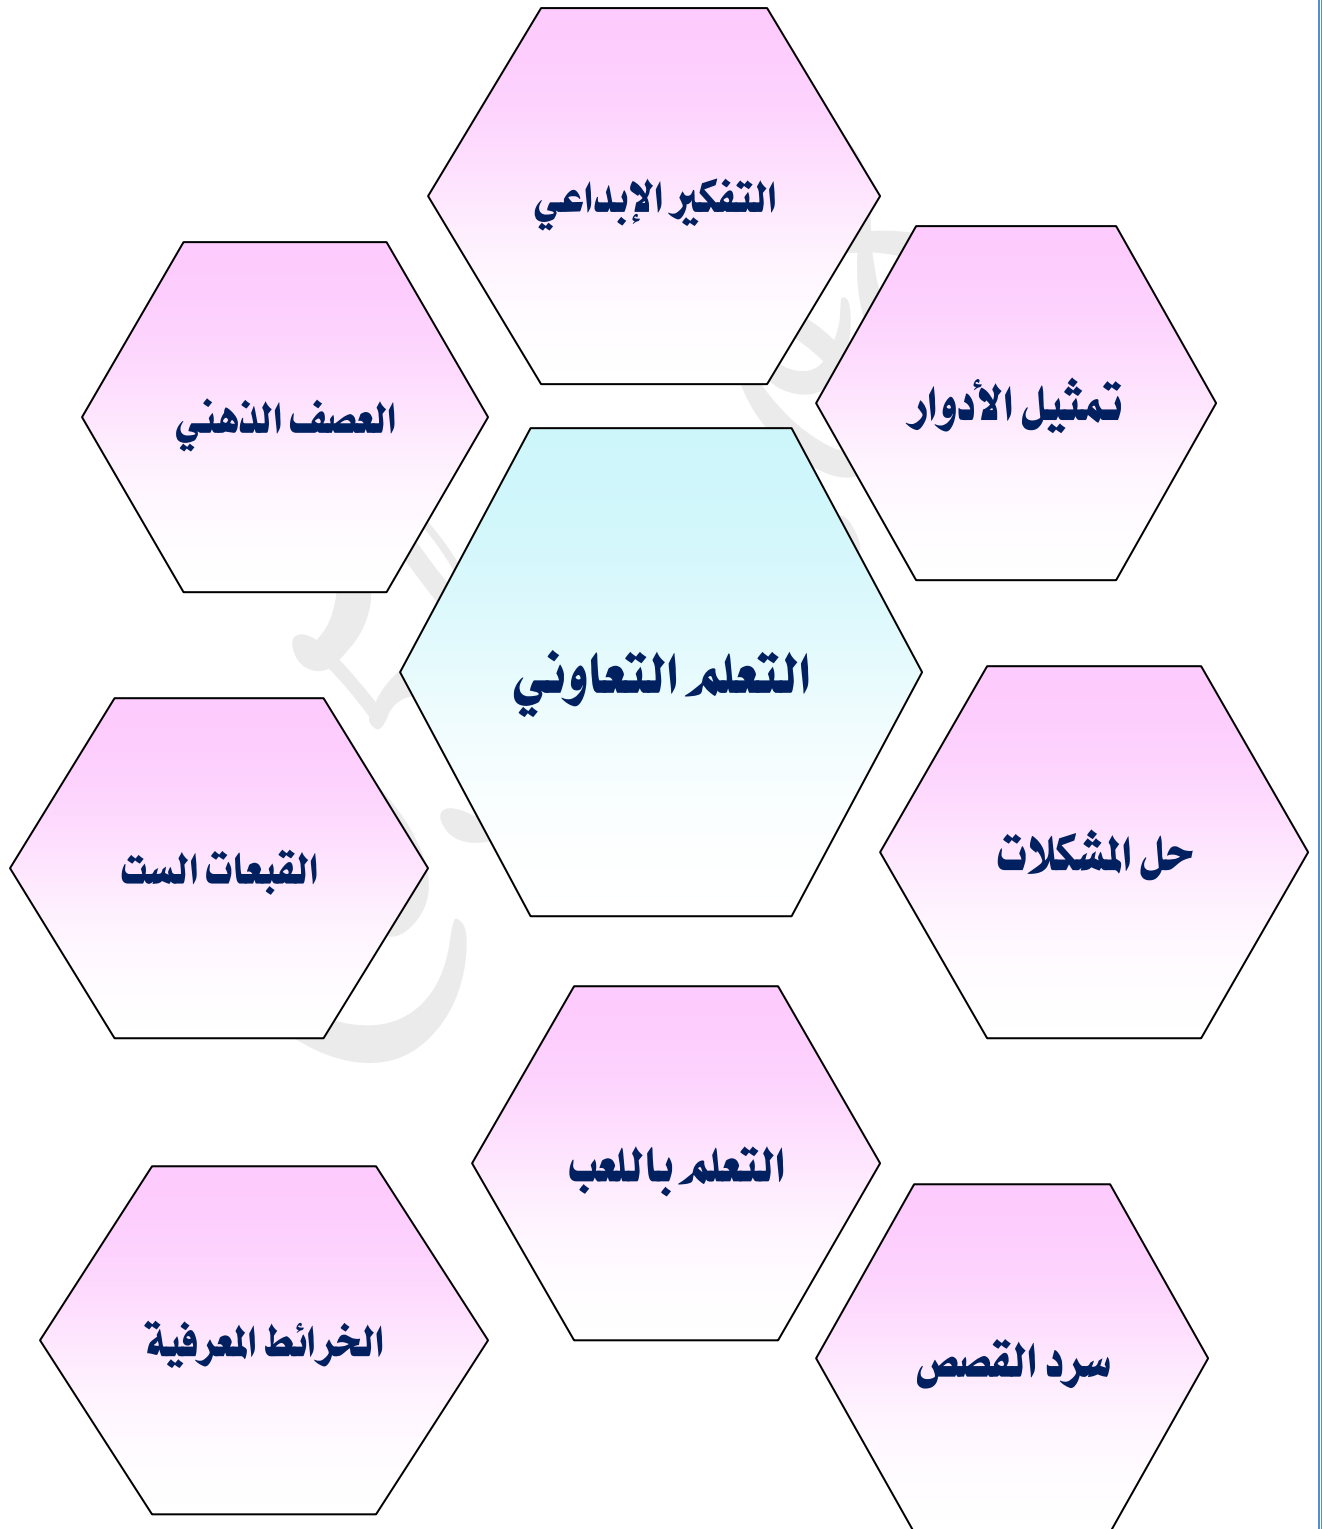 التفكير الإبداعي
تمثيل الأدوار
العصف الذهني
التعلم التعاوني
حل المشكلات
القبعات الست
التعلم باللعب
سرد القصص
الخرائط المعرفية